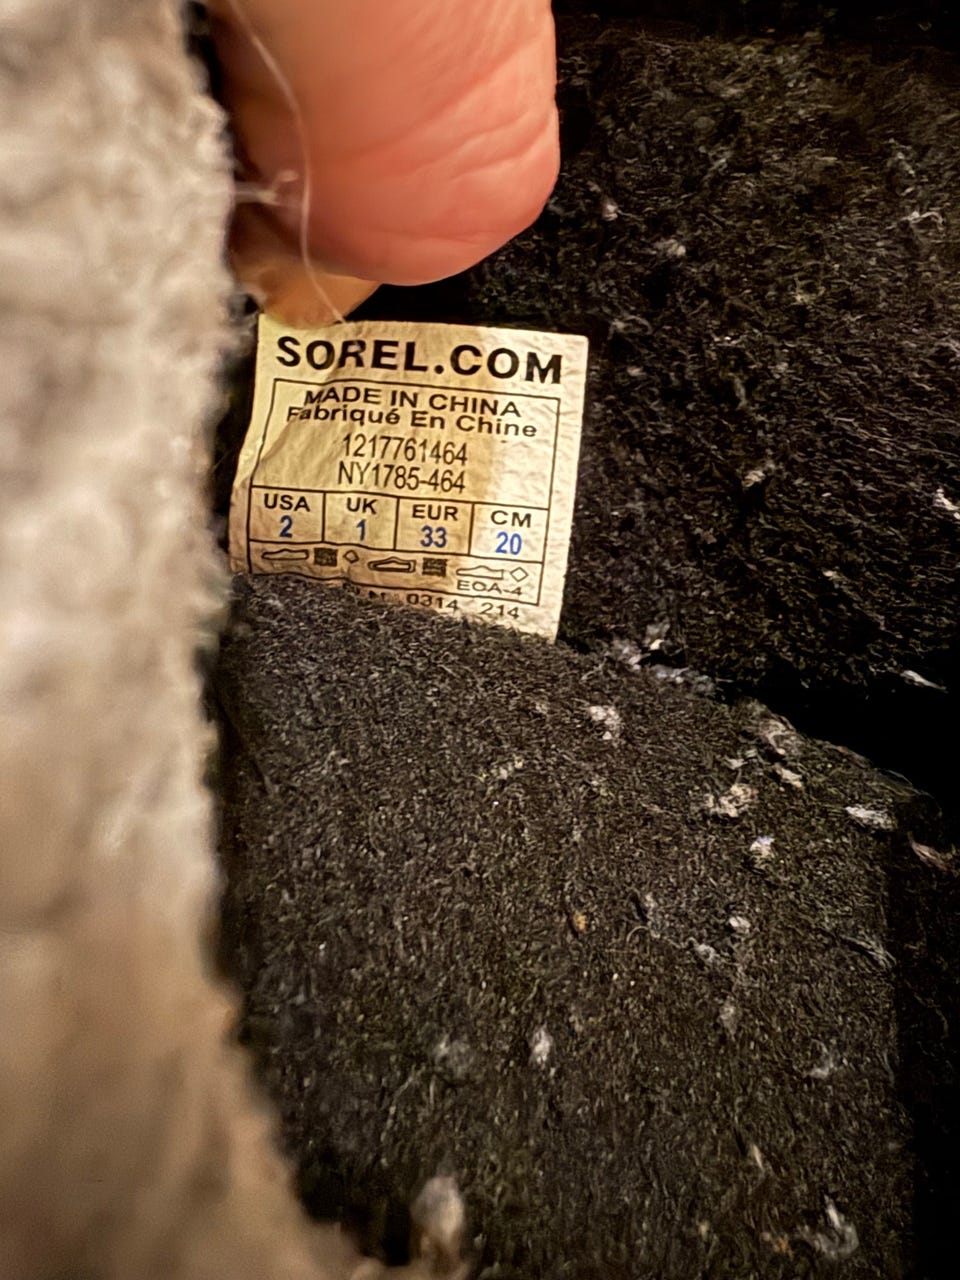 SOREL.COM
MADE IN CHINA
Fabriqué En Chine
1217761464
NY1785-464
USA UK EUR CM
2 1 33 20
EOA-4
0314 214